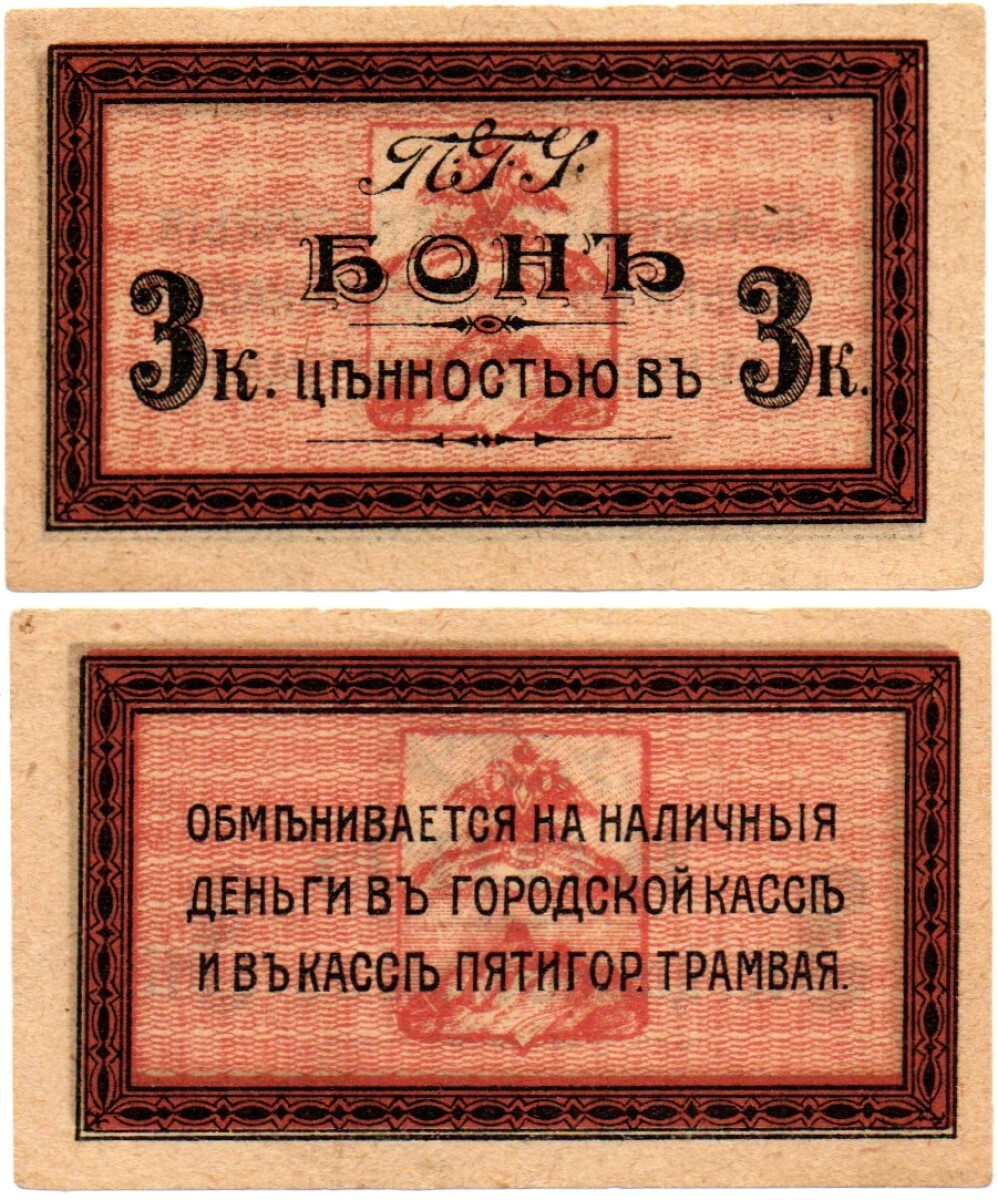 П.Г.У.
БОНЪ
3 К. ЦѢННОСТЬЮ ВЪ 3 К.
ОБМѢНИВАЕТСЯ НА НАЛИЧНЫЯ
ДЕНЬГИ ВЪ ГОРОДСКОЙ КАССѢ
И ВЪ КАССѢ ПЯТИГОР. ТРАМВАЯ.